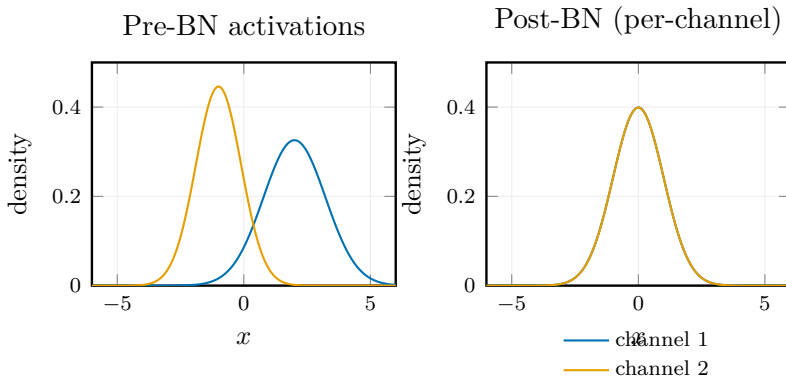 Pre-BN activations
0.4
0.2
0
−5
0
5
density
x
Post-BN (per-channel)
0.4
0.2
0
−5
0
5
density
x
channel 1
channel 2